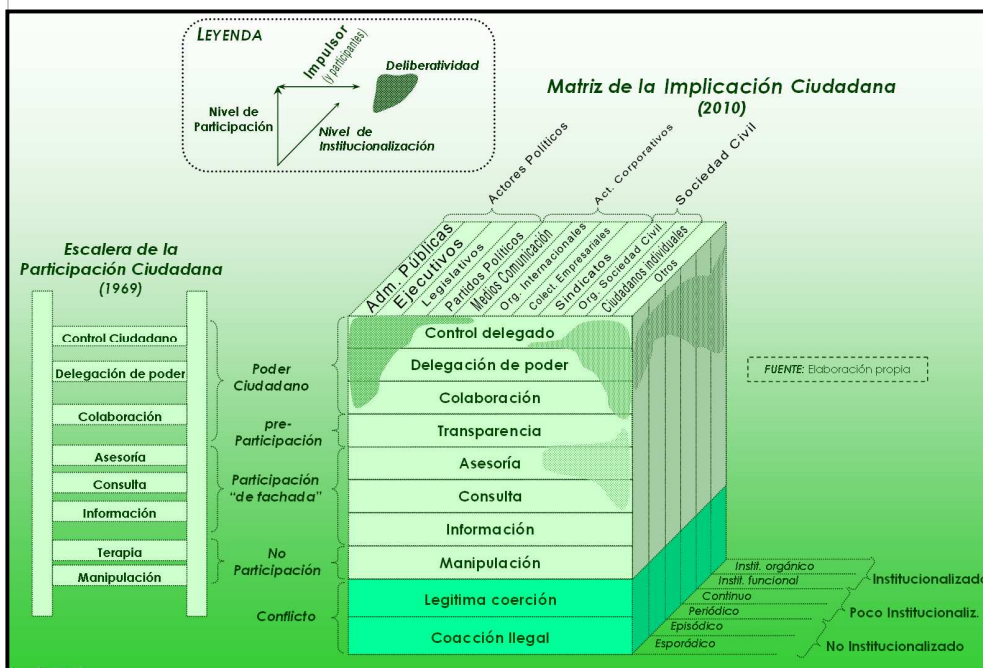 LEYENDA
Impulsor
(y participantes)
Deliberatividad
Nivel de
Participación
Nivel de
Institucionalización
Matriz de la Implicación Ciudadana
(2010)
Actores Políticos
Act. Corporativos
Sociedad Civil
Adm. Públicas
Ejecutivos
Legislativos
Partidos Políticos
Medios Comunicación
Org. Internacionales
Colect. Empresariales
Sindicatos
Org. Sociedad Civil
Ciudadanos individuales
Otros
Escalera de la
Participación Ciudadana
(1969)
Control Ciudadano
Delegación de poder
Colaboración
Asesoría
Consulta
Información
Terapia
Manipulación
Poder
Ciudadano
pre-
Participación
Participación
"de fachada"
No
Participación
Conflicto
Control delegado
Delegación de poder
Colaboración
Transparencia
Asesoría
Consulta
Información
Manipulación
Legitima coerción
Coacción Ilegal
FUENTE: Elaboración propia
Instit. orgánico
Instit. funcional
Continuo
Periódico
Episódico
Esporádico
Institucionalizado
Poco Institucionaliz.
No Institucionalizado